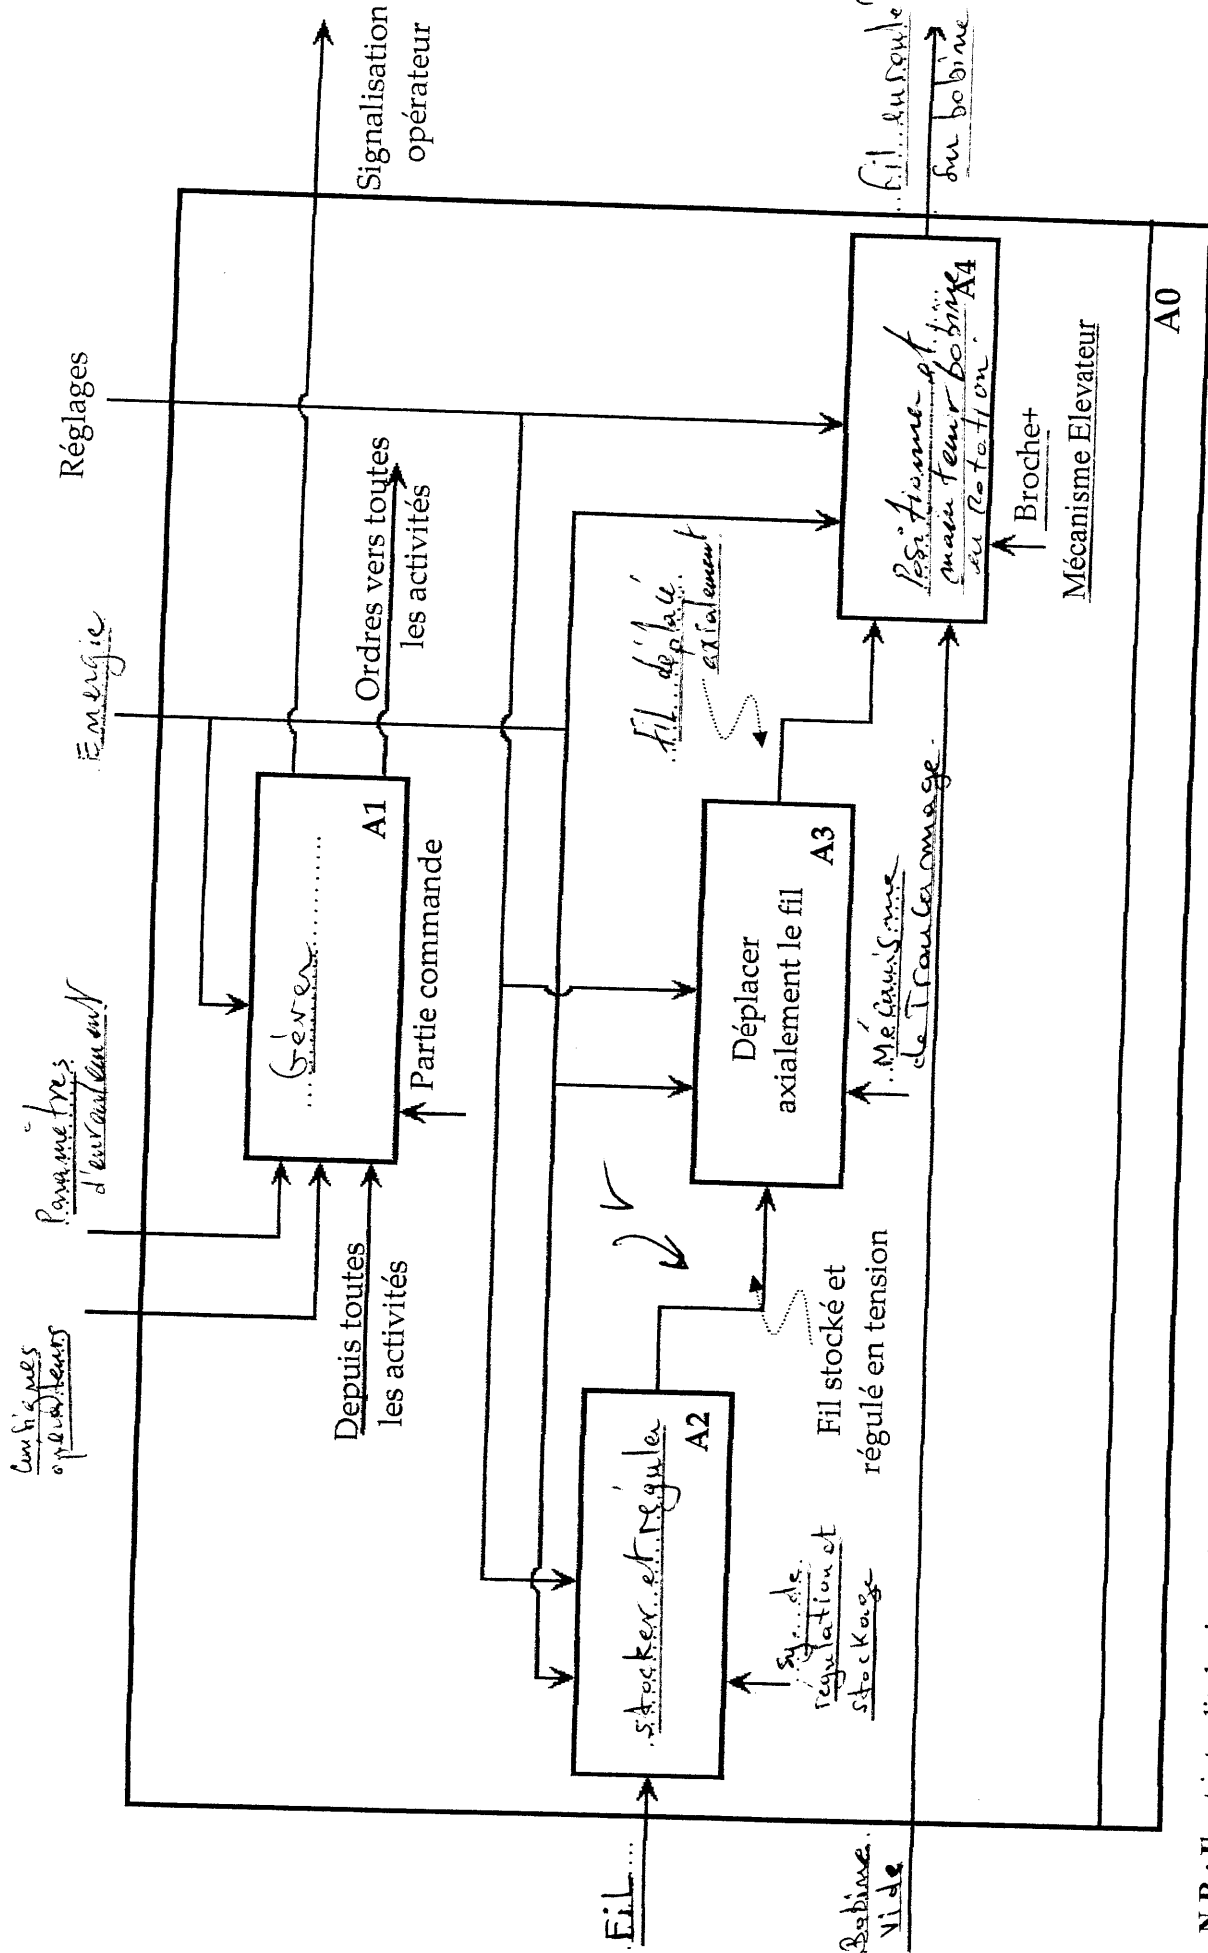 Consignes
opérateurs
Paramètres
d'enroulement
Energie
Réglages
Signalisation
opérateur
Gérer
A1
Depuis toutes
les activités
Partie commande
Ordres vers toutes
les activités
stocker et réguler
A2
Fil
Sys de
régulation et
stockage
Fil stocké et
régulé en tension
Déplacer
axialement le fil
A3
Mécanisme
de Trancannage
Fil déplacé
axialement
Positionner et
maintenir bobine
en Rotation
A4
Broche+
Mécanisme Elevateur
fil enroulé
sur bobine
Bobine
Vide
A0
N.B :